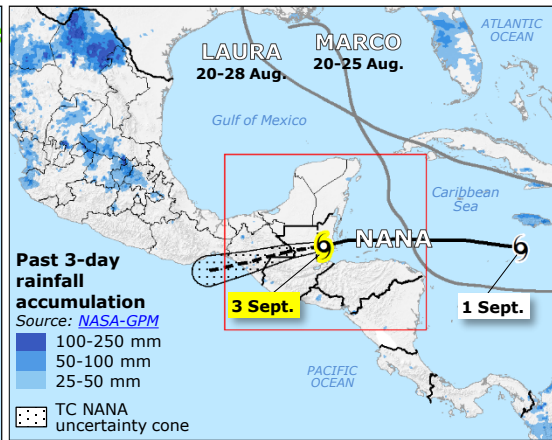 ATLANTIC
OCEAN
LAURA
20-28 Aug.
MARCO
20-25 Aug.
Gulf of Mexico
Caribbean
Sea
NANA
3 Sept.
1 Sept.
PACIFIC
OCEAN
Past 3-day
rainfall
accumulation
Source: NASA-GPM
100-250 mm
50-100 mm
25-50 mm
TC NANA
uncertainty cone